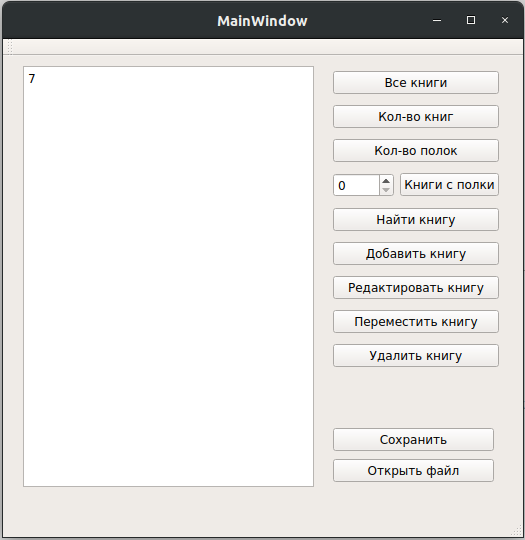 MainWindow
7
Все книги
Кол-во книг
Кол-во полок
0 Книги с полки
Найти книгу
Добавить книгу
Редактировать книгу
Переместить книгу
Удалить книгу
Сохранить
Открыть файл